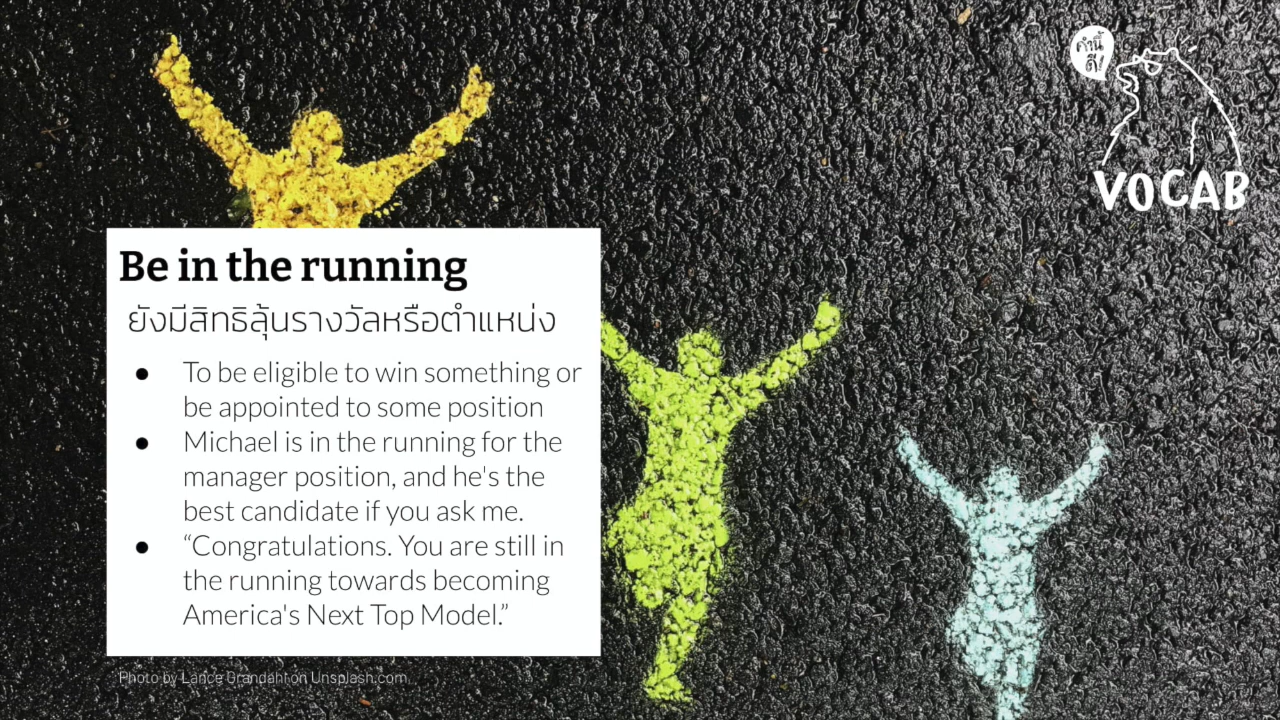 คำนี้
ดี!
VOCAB
Be in the running
ยังมีสิทธิลุ้นรางวัลหรือตำแหน่ง
● To be eligible to win something or
be appointed to some position
● Michael is in the running for the
manager position, and he's the
best candidate if you ask me.
● “Congratulations. You are still in
the running towards becoming
America's Next Top Model.”
Photo by Lance Grandahl on Unsplash.com